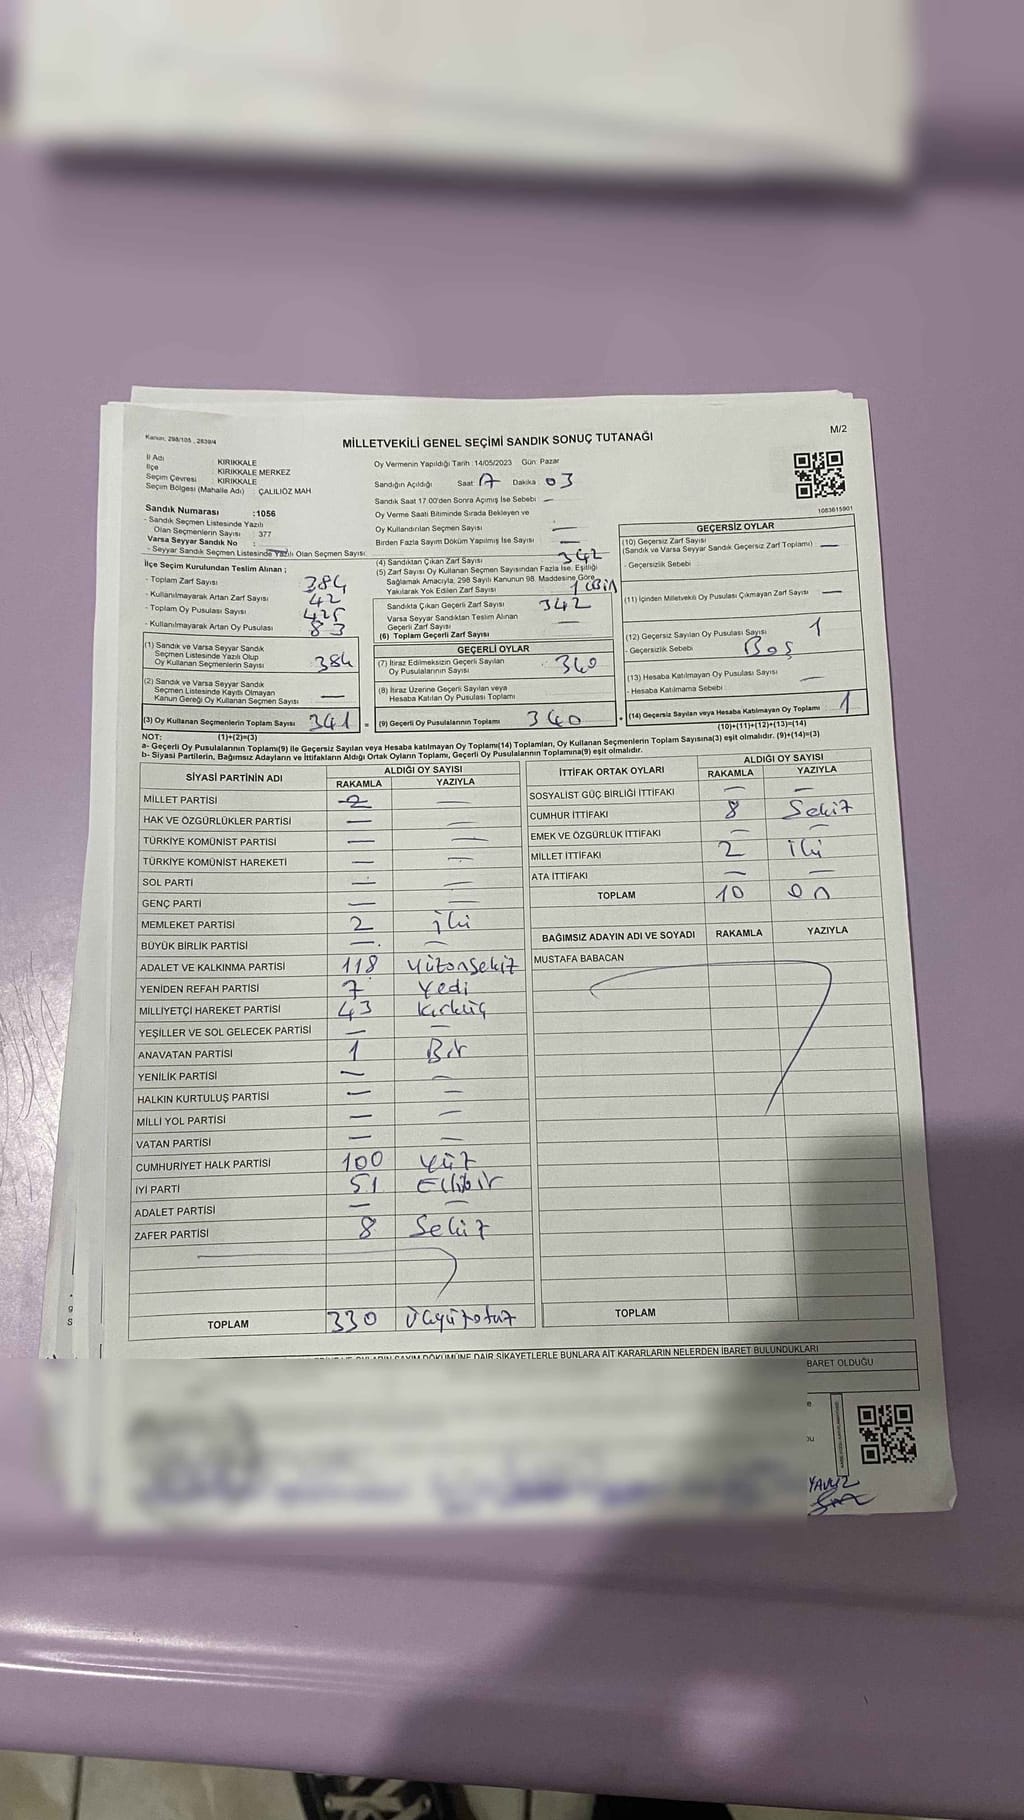 Kanun, 298/105 , 2839/4
M/2
MİLLETVEKİLİ GENEL SEÇİMİ SANDIK SONUÇ TUTANAĞI
İl Adı : KIRIKKALE
İlçe : KIRIKKALE MERKEZ
Seçim Çevresi : KIRIKKALE
Seçim Bölgesi (Mahalle Adı) : ÇALILIÖZ MAH
Sandık Numarası :1056
- Sandık Seçmen Listesinde Yazılı
Olan Seçmenlerin Sayısı : 377
Varsa Seyyar Sandık No :
- Seyyar Sandık Seçmen Listesinde Yazılı Olan Seçmen Sayısı:
İlçe Seçim Kurulundan Teslim Alınan ;
- Toplam Zarf Sayısı 384
- Kullanılmayarak Artan Zarf Sayısı 42
- Toplam Oy Pusulası Sayısı 425
- Kullanılmayarak Artan Oy Pusulası 83
(1) Sandık ve Varsa Seyyar Sandık
Seçmen Listesinde Yazılı Olup
Oy Kullanan Seçmenlerin Sayısı 384
(2) Sandık ve Varsa Seyyar Sandık
Seçmen Listesinde Kayıtlı Olmayan
Kanun Gereği Oy Kullanan Seçmen Sayısı —
(3) Oy Kullanan Seçmenlerin Toplam Sayısı 341 =
(1)+(2)=(3)
Oy Vermenin Yapıldığı Tarih :14/05/2023 Gün: Pazar
Sandığın Açıldığı Saat Dakika 03
Sandık Saat 17.00'den Sonra Açılmış İse Sebebi : —
Oy Verme Saati Bitiminde Sırada Bekleyen ve
Oy Kullandırılan Seçmen Sayısı —
Birden Fazla Sayım Döküm Yapılmış İse Sayısı —
(4) Sandıktan Çıkan Zarf Sayısı 342
(5) Zarf Sayısı Oy Kullanan Seçmen Sayısından Fazla İse, Eşitliği
Sağlamak Amacıyla, 298 Sayılı Kanunun 98. Maddesine Göre
Yakılarak Yok Edilen Zarf Sayısı 1 (Bir)
Sandıkta Çıkan Geçerli Zarf Sayısı 342
Varsa Seyyar Sandıktan Teslim Alınan
Geçerli Zarf Sayısı —
(6) Toplam Geçerli Zarf Sayısı
GEÇERLİ OYLAR
(7) İtiraz Edilmeksizin Geçerli Sayılan
Oy Pusulalarının Sayısı 340
(8) İtiraz Üzerine Geçerli Sayılan veya
Hesaba Katılan Oy Pusulası Toplamı
(9) Geçerli Oy Pusulalarının Toplamı 340 +
1083615901
GEÇERSİZ OYLAR
(10) Geçersiz Zarf Sayısı
(Sandık ve Varsa Seyyar Sandık Geçersiz Zarf Toplamı) —
- Geçersizlik Sebebi :
(11) İçinden Milletvekili Oy Pusulası Çıkmayan Zarf Sayısı —
(12) Geçersiz Sayılan Oy Pusulası Sayısı 1
- Geçersizlik Sebebi : Boş
(13) Hesaba Katılmayan Oy Pusulası Sayısı —
- Hesaba Katılmama Sebebi :
(14) Geçersiz Sayılan veya Hesaba Katılmayan Oy Toplamı 1
(10)+(11)+(12)+(13)=(14)
NOT:
a- Geçerli Oy Pusulalarının Toplamı(9) ile Geçersiz Sayılan veya Hesaba katılmayan Oy Toplamı(14) Toplamları, Oy Kullanan Seçmenlerin Toplam Sayısına(3) eşit olmalıdır. (9)+(14)=(3)
b- Siyasi Partilerin, Bağımsız Adayların ve İttifakların Aldığı Ortak Oyların Toplamı, Geçerli Oy Pusulalarının Toplamına(9) eşit olmalıdır.
SİYASİ PARTİNİN ADI ALDIĞI OY SAYISI
RAKAMLA YAZIYLA
MİLLET PARTİSİ 2 —
HAK VE ÖZGÜRLÜKLER PARTİSİ — —
TÜRKİYE KOMÜNİST PARTİSİ — —
TÜRKİYE KOMÜNİST HAREKETİ — —
SOL PARTİ — —
GENÇ PARTİ — —
MEMLEKET PARTİSİ 2 iki
BÜYÜK BİRLİK PARTİSİ — —
ADALET VE KALKINMA PARTİSİ 118 Yüzonsekiz
YENİDEN REFAH PARTİSİ 7 Yedi
MİLLİYETÇİ HAREKET PARTİSİ 43 Kırküç
YEŞİLLER VE SOL GELECEK PARTİSİ — —
ANAVATAN PARTİSİ 1 Bir
YENİLİK PARTİSİ — —
HALKIN KURTULUŞ PARTİSİ — —
MİLLİ YOL PARTİSİ — —
VATAN PARTİSİ — —
CUMHURİYET HALK PARTİSİ 100 Yüz
İYİ PARTİ 51 Ellibir
ADALET PARTİSİ — —
ZAFER PARTİSİ 8 Sekiz
TOPLAM 330 üçyüzotuz
İTTİFAK ORTAK OYLARI ALDIĞI OY SAYISI
RAKAMLA YAZIYLA
SOSYALİST GÜÇ BİRLİĞİ İTTİFAKI — —
CUMHUR İTTİFAKI 8 Sekiz
EMEK VE ÖZGÜRLÜK İTTİFAKI — —
MİLLET İTTİFAKI 2 iki
ATA İTTİFAKI — —
TOPLAM 10 on
BAĞIMSIZ ADAYIN ADI VE SOYADI RAKAMLA YAZIYLA
MUSTAFA BABACAN
TOPLAM
SAYIM DÖKÜMÜNE DAİR ŞİKAYETLERLE BUNLARA AİT KARARLARIN NELERDEN İBARET BULUNDUKLARI
BARET OLDUĞU
YAVUZ